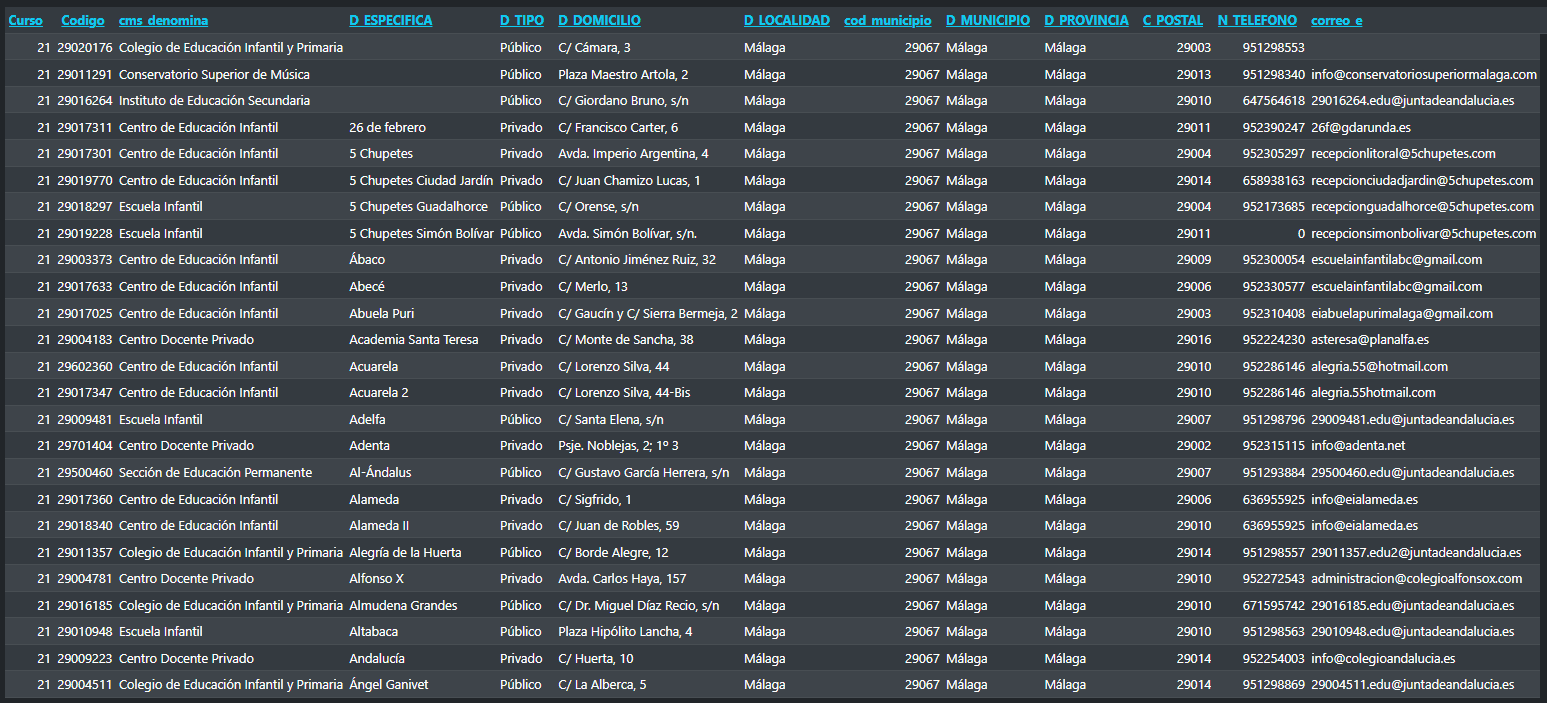 Curso Codigo cms_denomina D_ESPECIFICA D_TIPO D_DOMICILIO D_LOCALIDAD cod_municipio D_MUNICIPIO D_PROVINCIA C_POSTAL N_TELEFONO correo_e
21 29020176 Colegio de Educación Infantil y Primaria Público C/ Cámara, 3 Málaga 29067 Málaga Málaga 29003 951298553
21 29011291 Conservatorio Superior de Música Público Plaza Maestro Artola, 2 Málaga 29067 Málaga Málaga 29013 951298340 info@conservatoriosuperiormalaga.com
21 29016264 Instituto de Educación Secundaria Público C/ Giordano Bruno, s/n Málaga 29067 Málaga Málaga 29010 647564618 29016264.edu@juntadeandalucia.es
21 29017311 Centro de Educación Infantil 26 de febrero Privado C/ Francisco Carter, 6 Málaga 29067 Málaga Málaga 29011 952390247 26f@gdarunda.es
21 29017301 Centro de Educación Infantil 5 Chupetes Privado Avda. Imperio Argentina, 4 Málaga 29067 Málaga Málaga 29004 952305297 recepcionlitoral@5chupetes.com
21 29019770 Centro de Educación Infantil 5 Chupetes Ciudad Jardín Privado C/ Juan Chamizo Lucas, 1 Málaga 29067 Málaga Málaga 29014 658938163 recepcionciudadjardin@5chupetes.com
21 29018297 Escuela Infantil 5 Chupetes Guadalhorce Público C/ Orense, s/n Málaga 29067 Málaga Málaga 29004 952173685 recepcionguadalhorce@5chupetes.com
21 29019228 Escuela Infantil 5 Chupetes Simón Bolívar Público Avda. Simón Bolívar, s/n. Málaga 29067 Málaga Málaga 29011 0 recepcionsimonbolivar@5chupetes.com
21 29003373 Centro de Educación Infantil Ábaco Privado C/ Antonio Jiménez Ruiz, 32 Málaga 29067 Málaga Málaga 29009 952300054 escuelainfantilabc@gmail.com
21 29017633 Centro de Educación Infantil Abecé Privado C/ Merlo, 13 Málaga 29067 Málaga Málaga 29006 952330577 escuelainfantilabc@gmail.com
21 29017025 Centro de Educación Infantil Abuela Puri Privado C/ Gaucín y C/ Sierra Bermeja, 2 Málaga 29067 Málaga Málaga 29003 952310408 eiabuelapurimalaga@gmail.com
21 29004183 Centro Docente Privado Academia Santa Teresa Privado C/ Monte de Sancha, 38 Málaga 29067 Málaga Málaga 29016 952224230 asteresa@planalfa.es
21 29602360 Centro de Educación Infantil Acuarela Privado C/ Lorenzo Silva, 44 Málaga 29067 Málaga Málaga 29010 952286146 alegria.55@hotmail.com
21 29017347 Centro de Educación Infantil Acuarela 2 Privado C/ Lorenzo Silva, 44-Bis Málaga 29067 Málaga Málaga 29010 952286146 alegria.55hotmail.com
21 29009481 Escuela Infantil Adelfa Público C/ Santa Elena, s/n Málaga 29067 Málaga Málaga 29007 951298796 29009481.edu@juntadeandalucia.es
21 29701404 Centro Docente Privado Adenta Privado Psje. Noblejas, 2; 1º 3 Málaga 29067 Málaga Málaga 29002 952315115 info@adenta.net
21 29500460 Sección de Educación Permanente Al-Ándalus Público C/ Gustavo García Herrera, s/n Málaga 29067 Málaga Málaga 29007 951293884 29500460.edu@juntadeandalucia.es
21 29017360 Centro de Educación Infantil Alameda Privado C/ Sigfrido, 1 Málaga 29067 Málaga Málaga 29006 636955925 info@eialameda.es
21 29018340 Centro de Educación Infantil Alameda II Privado C/ Juan de Robles, 59 Málaga 29067 Málaga Málaga 29010 636955925 info@eialameda.es
21 29011357 Colegio de Educación Infantil y Primaria Alegría de la Huerta Público C/ Borde Alegre, 12 Málaga 29067 Málaga Málaga 29014 951298557 29011357.edu2@juntadeandalucia.es
21 29004781 Centro Docente Privado Alfonso X Privado Avda. Carlos Haya, 157 Málaga 29067 Málaga Málaga 29010 952272543 administracion@colegioalfonsox.com
21 29016185 Colegio de Educación Infantil y Primaria Almudena Grandes Público C/ Dr. Miguel Díaz Recio, s/n Málaga 29067 Málaga Málaga 29010 671595742 29016185.edu@juntadeandalucia.es
21 29010948 Escuela Infantil Altabaca Público Plaza Hipólito Lancha, 4 Málaga 29067 Málaga Málaga 29010 951298563 29010948.edu@juntadeandalucia.es
21 29009223 Centro Docente Privado Andalucía Privado C/ Huerta, 10 Málaga 29067 Málaga Málaga 29014 952254003 info@colegioandalucia.es
21 29004511 Colegio de Educación Infantil y Primaria Ángel Ganivet Público C/ La Alberca, 5 Málaga 29067 Málaga Málaga 29014 951298869 29004511.edu@juntadeandalucia.es